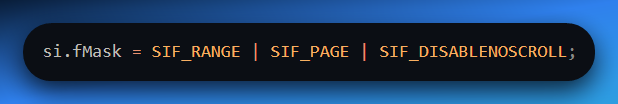 si.fMask = SIF_RANGE | SIF_PAGE | SIF_DISABLENOSCROLL;